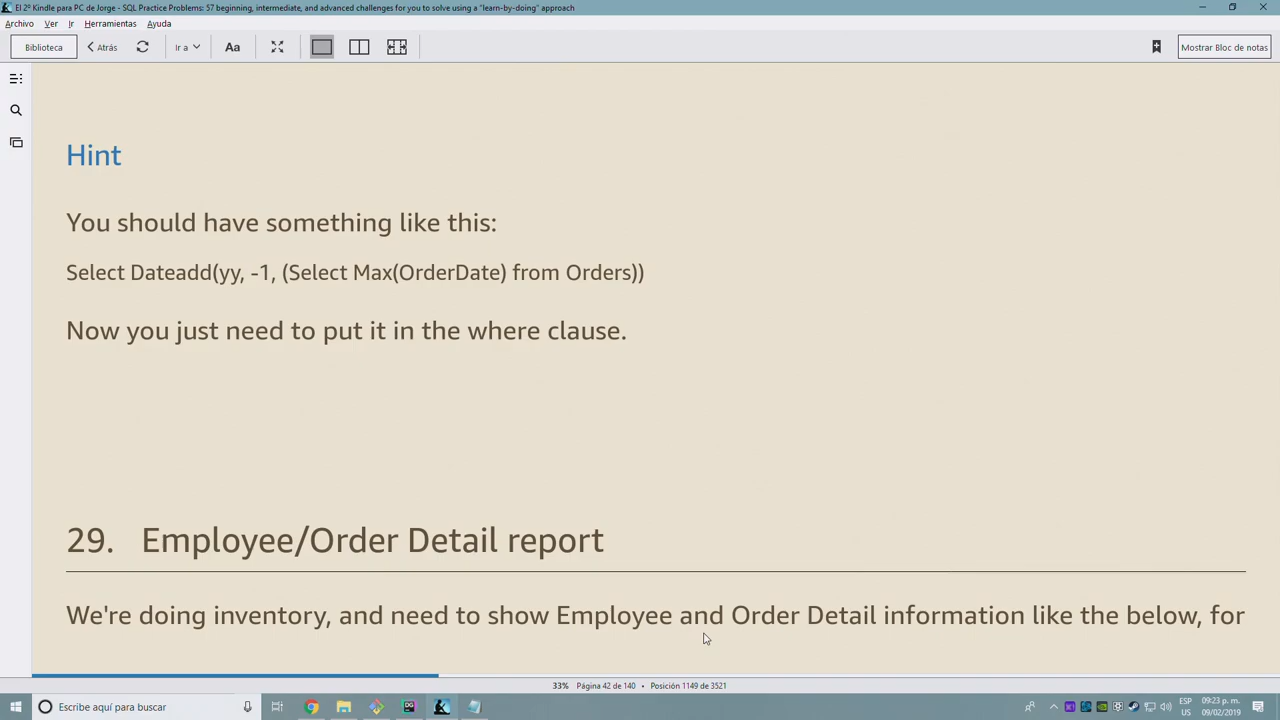 El 2º Kindle para PC de Jorge - SQL Practice Problems: 57 beginning, intermediate, and advanced challenges for you to solve using a "learn-by-doing" approach
Archivo Ver Ir Herramientas Ayuda
Biblioteca Atrás Ir a Aa Mostrar Bloc de notas
Hint
You should have something like this:
Select Dateadd(yy, -1, (Select Max(OrderDate) from Orders))
Now you just need to put it in the where clause.
29. Employee/Order Detail report
We're doing inventory, and need to show Employee and Order Detail information like the below, for
33% Página 42 de 140 • Posición 1149 de 3521
Escribe aquí para buscar
ESP 09:23 p. m.
US 09/02/2019